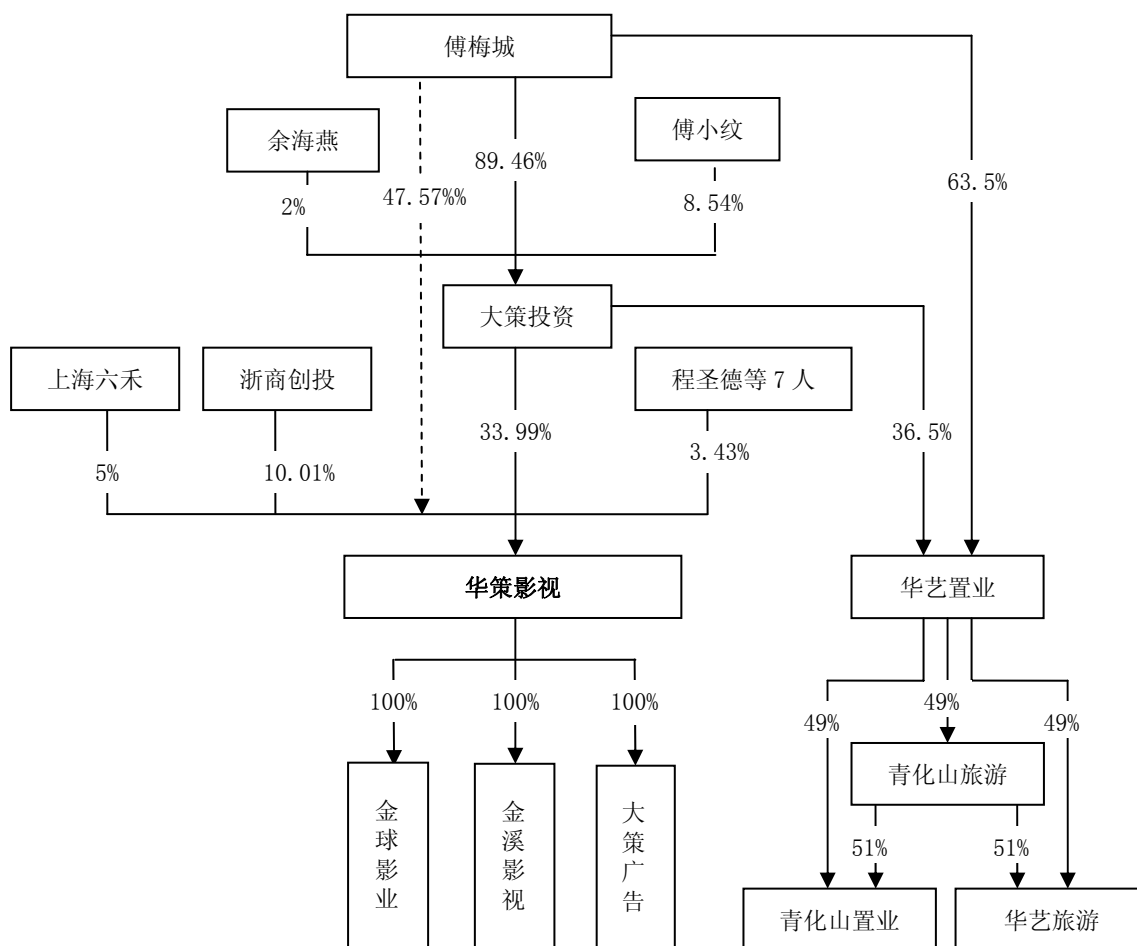 傅梅城
余海燕
傅小纹
89.46%
63.5%
47.57%%
2%
8.54%
大策投资
上海六禾
浙商创投
程圣德等 7 人
33.99%
36.5%
3.43%
5%
10.01%
华策影视
华艺置业
100%
100%
100%
49%
49%
49%
青化山旅游
金球影业
金溪影视
大策广告
51%
51%
青化山置业
华艺旅游